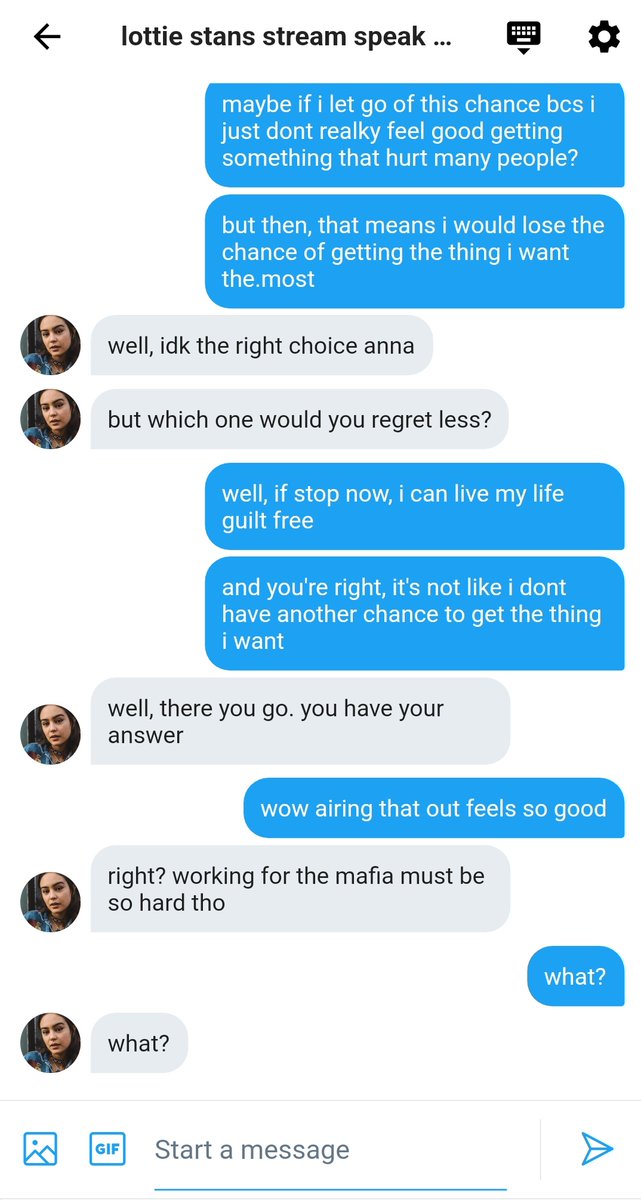 lottie stans stream speak ...
maybe if i let go of this chance bcs i
just dont realky feel good getting
something that hurt many people?
but then, that means i would lose the
chance of getting the thing i want
the.most
well, idk the right choice anna
but which one would you regret less?
well, if stop now, i can live my life
guilt free
and you're right, it's not like i dont
have another chance to get the thing
i want
well, there you go. you have your
answer
wow airing that out feels so good
right? working for the mafia must be
so hard tho
what?
what?
GIF
Start a message